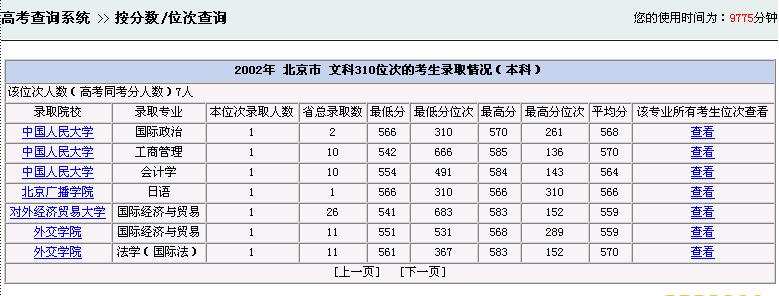 高考查询系统 >> 按分数/位次查询 您的使用时间为：9775分钟
2002年 北京市 文科310位次的考生录取情况（本科）
该位次人数（高考同考分人数）7人
录取院校 录取专业 本位次录取人数 省总录取数 最低分 最低分位次 最高分 最高分位次 平均分 该专业所有考生位次查看
中国人民大学 国际政治 1 2 566 310 570 261 568 查看
中国人民大学 工商管理 1 10 542 666 585 136 570 查看
中国人民大学 会计学 1 10 554 491 584 143 564 查看
北京广播学院 日语 1 1 566 310 566 310 566 查看
对外经济贸易大学 国际经济与贸易 1 26 541 683 583 152 559 查看
外交学院 国际经济与贸易 1 11 551 531 568 289 559 查看
外交学院 法学（国际法） 1 11 561 367 583 152 570 查看
[上一页] [下一页]